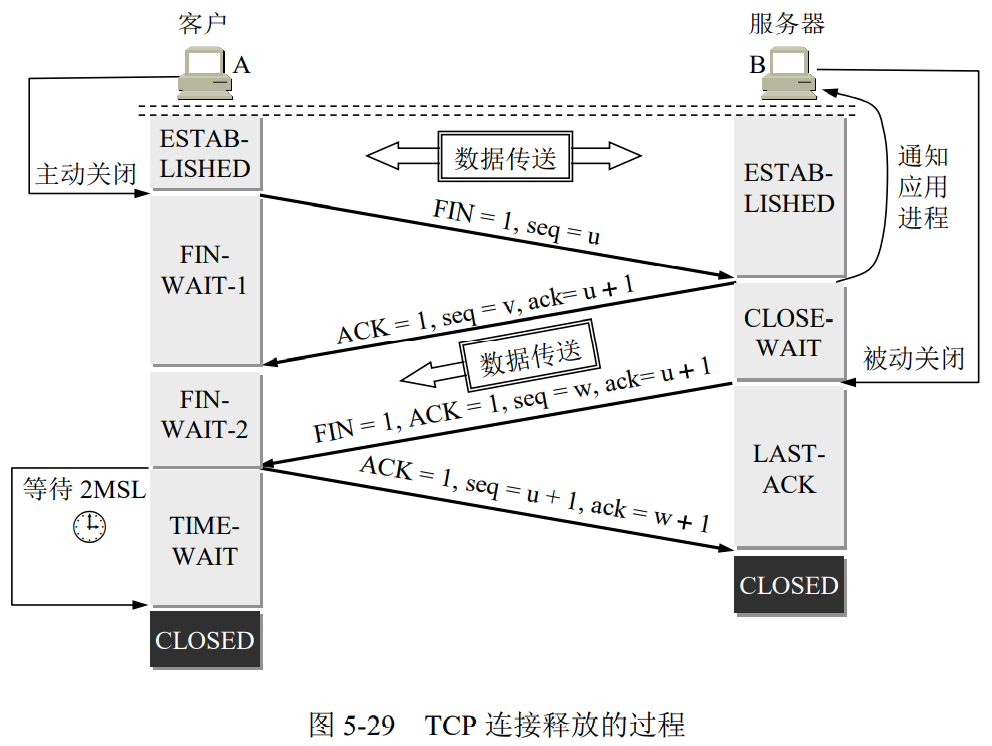 客户
服务器
A
B
ESTAB-
LISHED
数据传送
ESTAB-
LISHED
通知
应用
进程
主动关闭
FIN = 1, seq = u
FIN-
WAIT-1
ACK = 1, seq = v, ack= u + 1
CLOSE-
WAIT
数据传送
被动关闭
FIN-
WAIT-2
FIN = 1, ACK = 1, seq = w, ack= u + 1
LAST-
ACK
等待 2MSL
ACK = 1, seq = u + 1, ack = w + 1
TIME-
WAIT
CLOSED
CLOSED
图 5-29 TCP 连接释放的过程